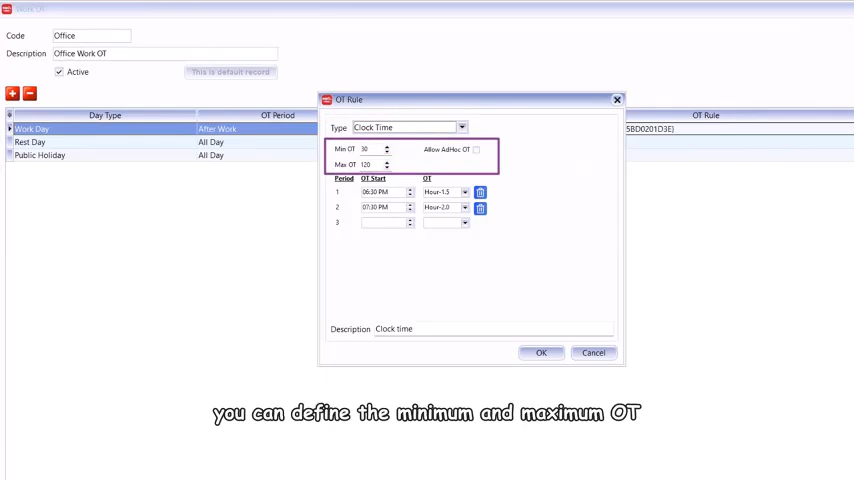 Work OT
Code Office
Description Office Work OT
Active This is default record
Day Type OT Period OT Rule
Work Day After Work 5BD0201D3E}
Rest Day All Day
Public Holiday All Day
OT Rule
Type Clock Time
Min OT 30 Allow AdHoc OT
Max OT 120
Period OT Start OT
1 06:30 PM Hour-1.5
2 07:30 PM Hour-2.0
3
Description Clock time
OK Cancel
you can define the minimum and maximum OT